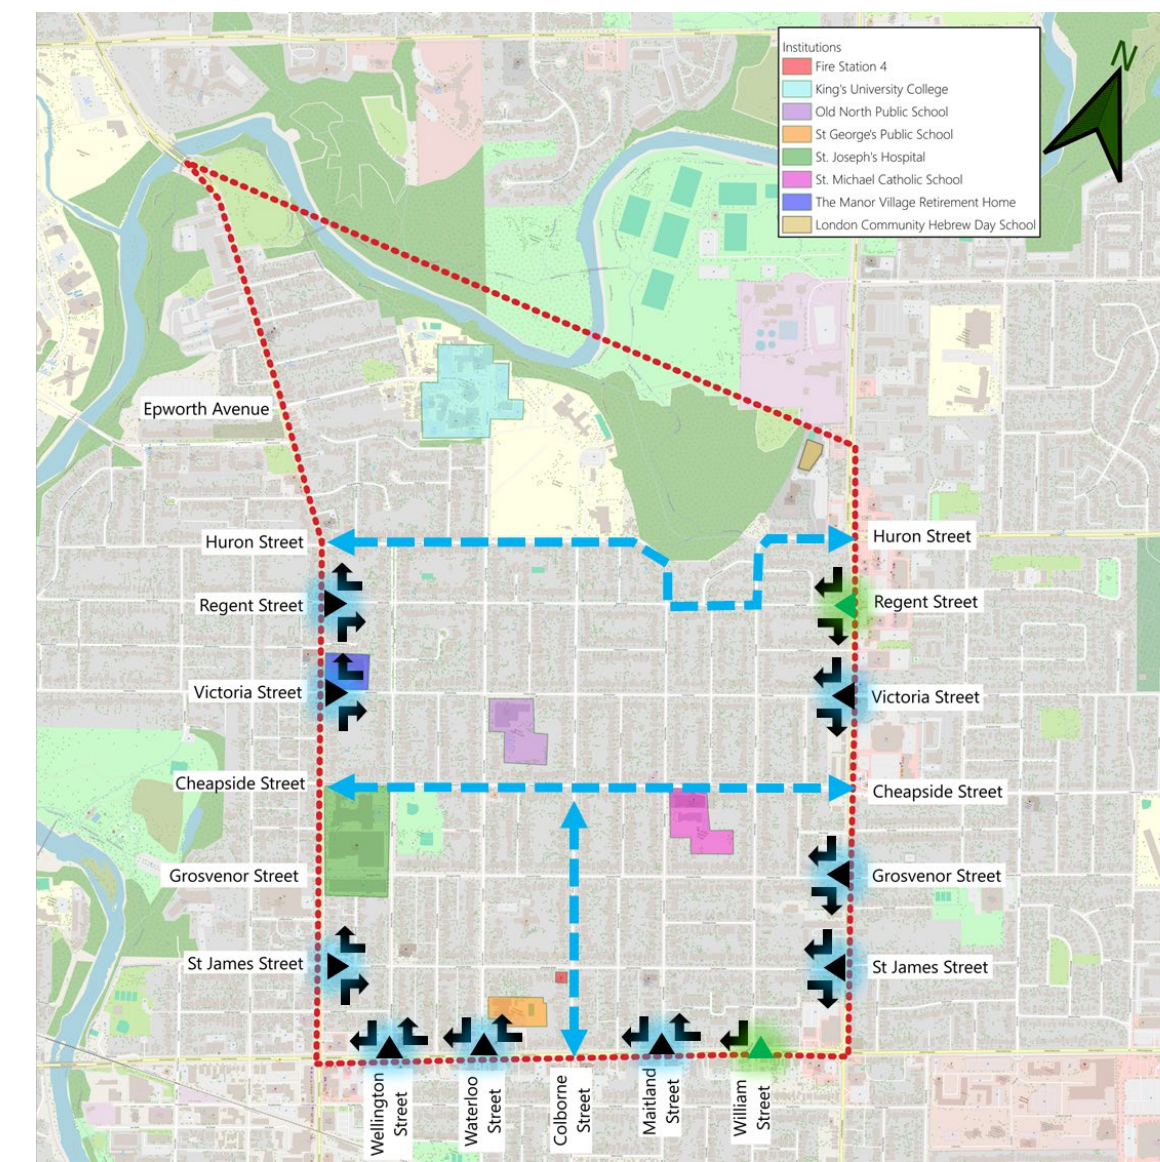 Institutions
Fire Station 4
King's University College
Old North Public School
St George's Public School
St. Joseph's Hospital
St. Michael Catholic School
The Manor Village Retirement Home
London Community Hebrew Day School
N
Epworth Avenue
Huron Street
Huron Street
Regent Street
Regent Street
Victoria Street
Victoria Street
Cheapside Street
Cheapside Street
Grosvenor Street
Grosvenor Street
St James Street
St James Street
Wellington
Street
Waterloo
Street
Colborne
Street
Maitland
Street
William
Street